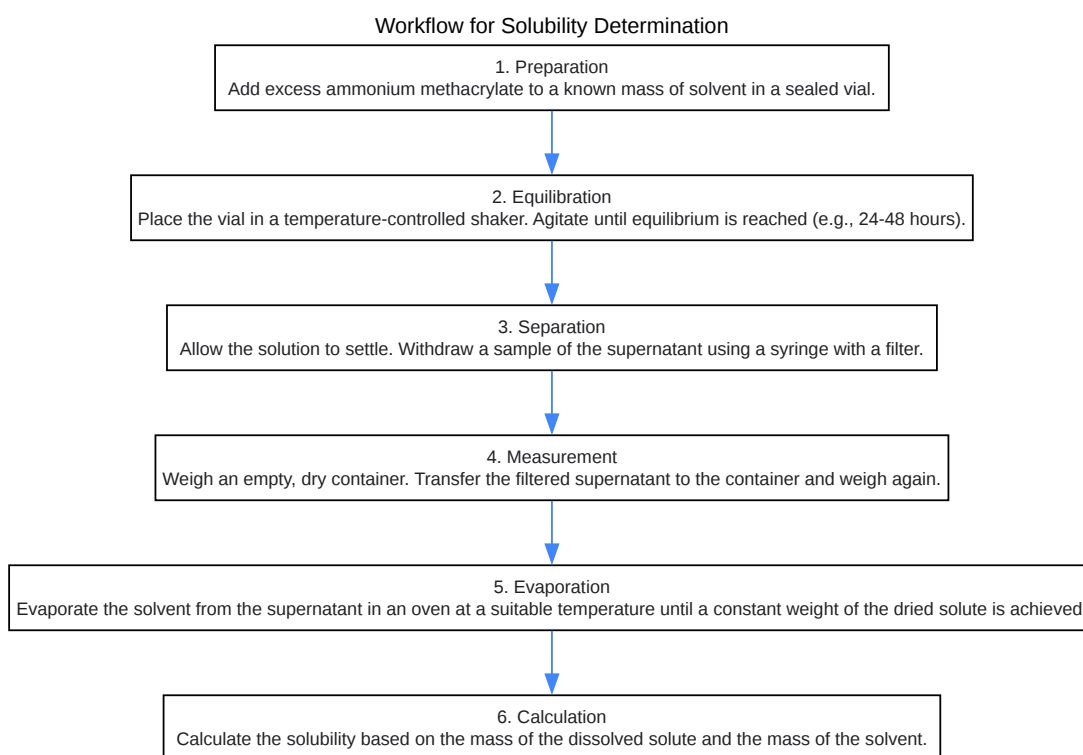 Workflow for Solubility Determination
1. Preparation
Add excess ammonium methacrylate to a known mass of solvent in a sealed vial.
2. Equilibration
Place the vial in a temperature-controlled shaker. Agitate until equilibrium is reached (e.g., 24-48 hours).
3. Separation
Allow the solution to settle. Withdraw a sample of the supernatant using a syringe with a filter.
4. Measurement
Weigh an empty, dry container. Transfer the filtered supernatant to the container and weigh again.
5. Evaporation
Evaporate the solvent from the supernatant in an oven at a suitable temperature until a constant weight of the dried solute is achieved
6. Calculation
Calculate the solubility based on the mass of the dissolved solute and the mass of the solvent.